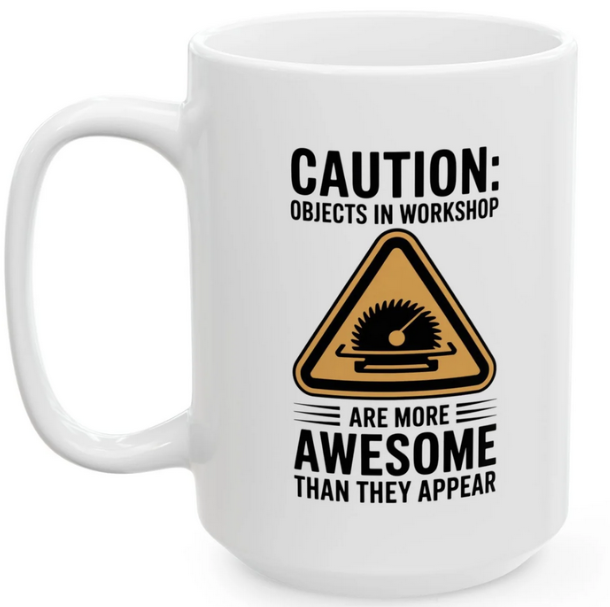 CAUTION:
OBJECTS IN WORKSHOP
ARE MORE
AWESOME
THAN THEY APPEAR